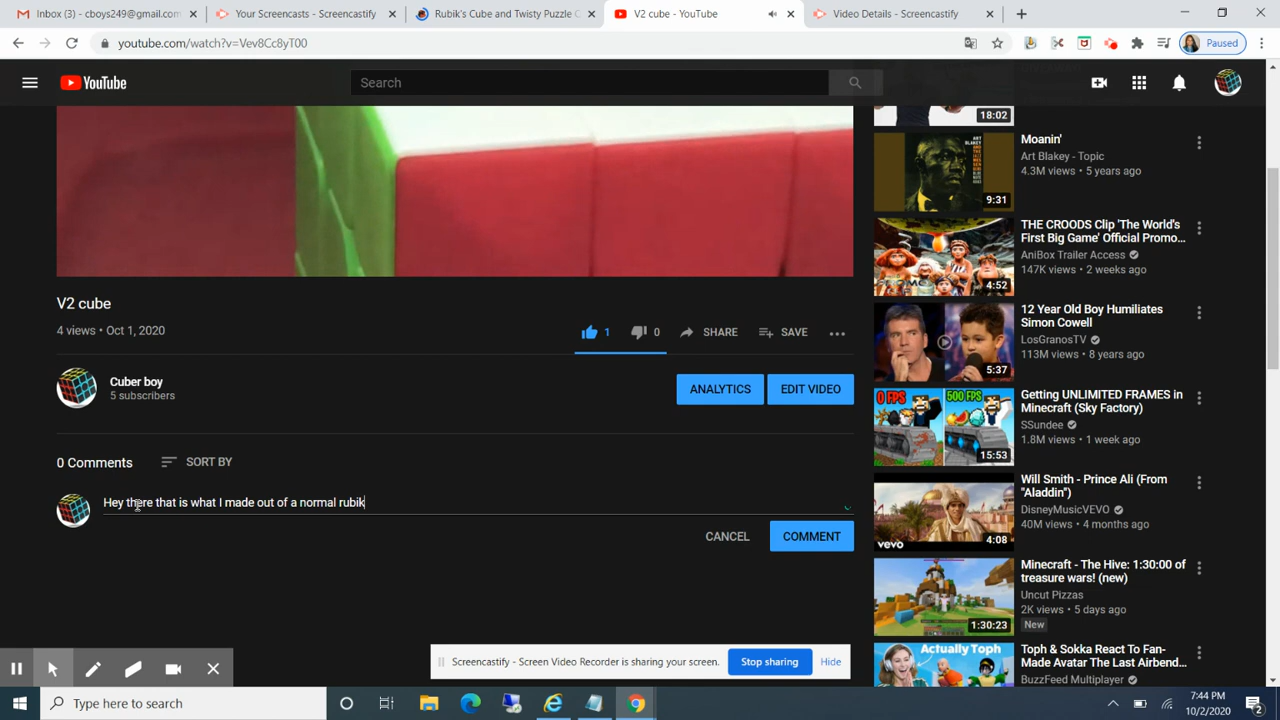 Inbox (3) - cboys249@gmail.com
Your Screencasts - Screencastify
Rubik's Cube and Twisty Puzzle C
V2 cube - YouTube
Video Details - Screencastify
youtube.com/watch?v=Vev8Cc8yT00
Paused
YouTube
Search
18:02
Moanin'
Art Blakey - Topic
4.3M views • 5 years ago
9:31
THE CROODS Clip 'The World's
First Big Game' Official Promo...
AniBox Trailer Access
147K views • 2 weeks ago
4:52
V2 cube
4 views • Oct 1, 2020
1
0
SHARE
SAVE
12 Year Old Boy Humiliates
Simon Cowell
LosGranosTV
113M views • 8 years ago
5:37
Cuber boy
5 subscribers
ANALYTICS
EDIT VIDEO
0 FPS
500 FPS
Getting UNLIMITED FRAMES in
Minecraft (Sky Factory)
SSundee
1.8M views • 1 week ago
15:53
0 Comments
SORT BY
Hey there that is what I made out of a normal rubik
CANCEL
COMMENT
Will Smith - Prince Ali (From
"Aladdin")
DisneyMusicVEVO
40M views • 4 months ago
vevo
4:08
Minecraft - The Hive: 1:30:00 of
treasure wars! (new)
Uncut Pizzas
2K views • 5 days ago
New
1:30:23
Actually Toph
Toph & Sokka React To Fan-
Made Avatar The Last Airbend...
BuzzFeed Multiplayer
Screencastify - Screen Video Recorder is sharing your screen.
Stop sharing
Hide
Type here to search
7:44 PM
10/2/2020
2